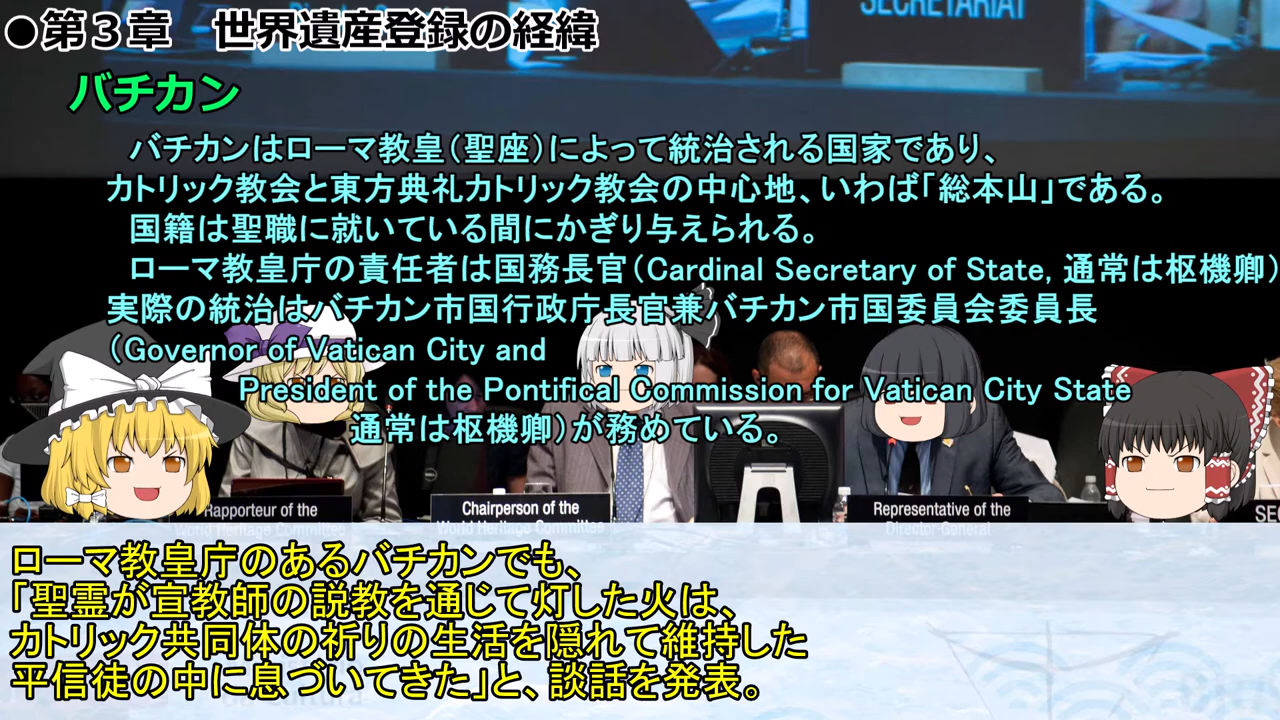 SECRETARIAT
●第３章　世界遺産登録の経緯
バチカン
バチカンはローマ教皇（聖座）によって統治される国家であり、
カトリック教会と東方典礼カトリック教会の中心地、いわば「総本山」である。
国籍は聖職に就いている間にかぎり与えられる。
ローマ教皇庁の責任者は国務長官（Cardinal Secretary of State, 通常は枢機卿）
実際の統治はバチカン市国行政庁長官兼バチカン市国委員会委員長
（Governor of Vatican City and
President of the Pontifical Commission for Vatican City State
通常は枢機卿）が務めている。
Rapporteur of the
World Heritage Committee
Chairperson of the
World Heritage Committee
Representative of the
Director General
SEC
ローマ教皇庁のあるバチカンでも、
「聖霊が宣教師の説教を通じて灯した火は、
カトリック共同体の祈りの生活を隠れて維持した
平信徒の中に息づいてきた」と、談話を発表。